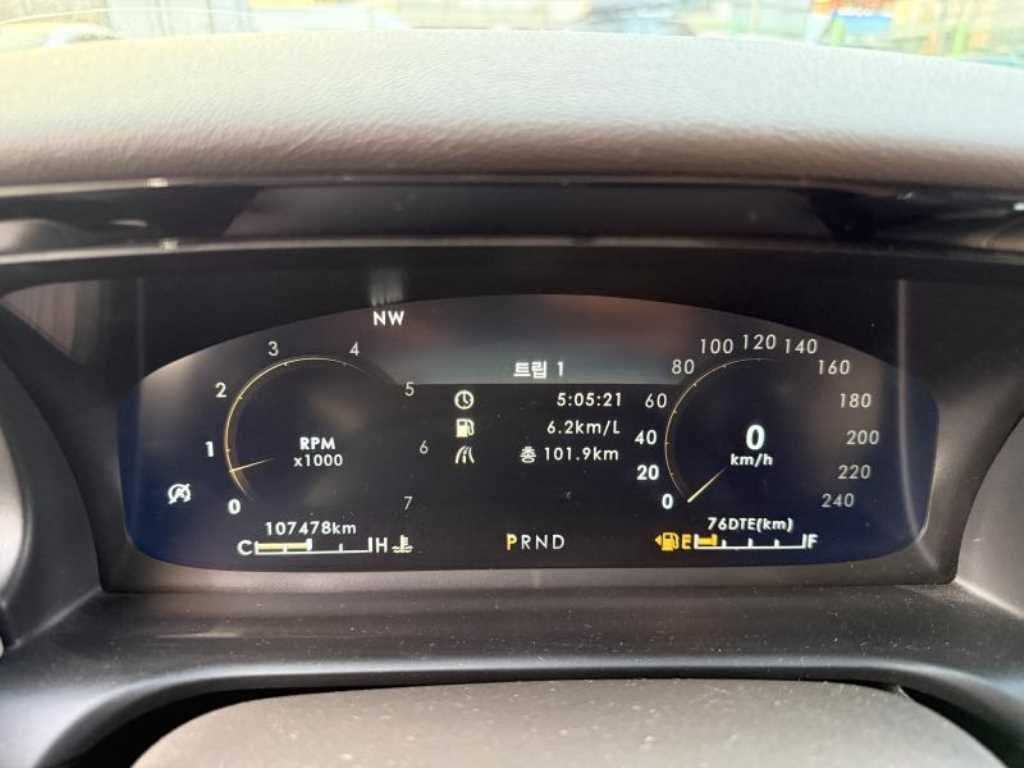 NW
트립 1
5:05:21
6.2km/L
총 101.9km
0
1
2
3
4
5
6
7
RPM
x1000
0
20
40
60
80
100
120
140
160
180
200
220
240
0
km/h
107478km
C H
PRND
76DTE(km)
E F